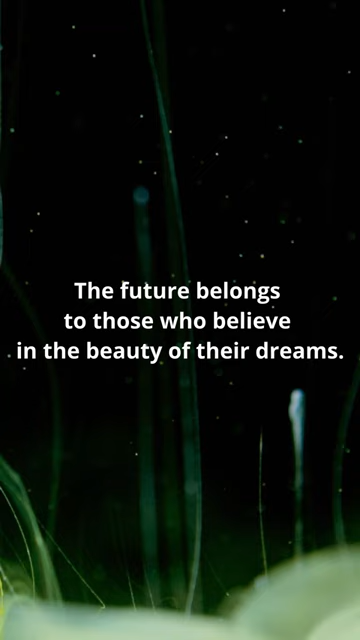 The future belongs
to those who believe
in the beauty of their dreams.